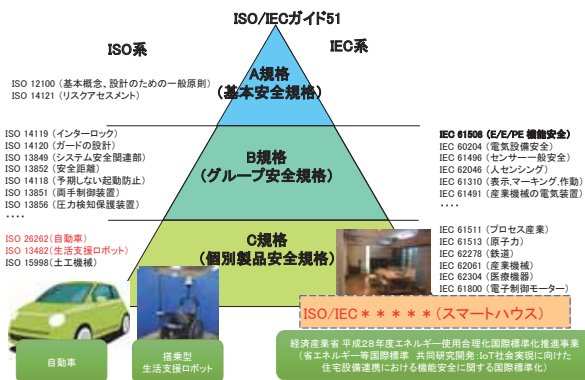 ISO/IECガイド51
ISO系
IEC系
A規格
(基本安全規格)
ISO 12100 (基本概念、設計のための一般原則)
ISO 14121 (リスクアセスメント)
ISO 14119 (インターロック)
ISO 14120 (ガードの設計)
ISO 13849 (システム安全関連部)
ISO 13852 (安全距離)
ISO 14118 (予期しない起動防止)
ISO 13851 (両手制御装置)
ISO 13856 (圧力検知保護装置)
・・・・
B規格
(グループ安全規格)
IEC 61508 (E/E/PE 機能安全)
IEC 60204 (電気設備安全)
IEC 61496 (センサー一般安全)
IEC 62046 (人センシング)
IEC 61310 (表示、マーキング、作動)
IEC 61491 (産業機械の電気装置)
・・・・
ISO 26262(自動車)
ISO 13482(生活支援ロボット)
ISO 15998(土工機械)
C規格
(個別製品安全規格)
IEC 61511 (プロセス産業)
IEC 61513 (原子力)
IEC 62278 (鉄道)
IEC 62061 (産業機械)
IEC 62304 (医療機器)
IEC 61800 (電子制御モーター)
ISO/IEC*****(スマートハウス)
自動車
搭乗型
生活支援ロボット
経済産業省 平成28年度エネルギー使用合理化国際標準化推進事業
(省エネルギー等国際標準 共同研究開発:IoT社会実現に向けた
住宅設備連携における機能安全に関する国際標準化)